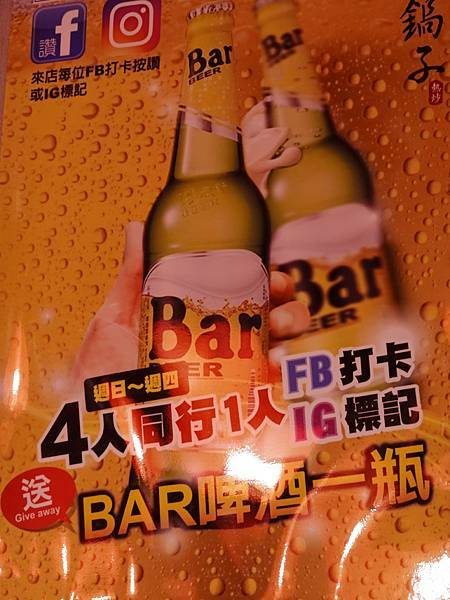 讚
來店每位FB打卡按讚
或IG標記
鍋子
熱炒
Bar
BEER
Bar
BEER
週日～週四
4人同行1人
FB打卡
IG標記
送
Give away
BAR啤酒一瓶